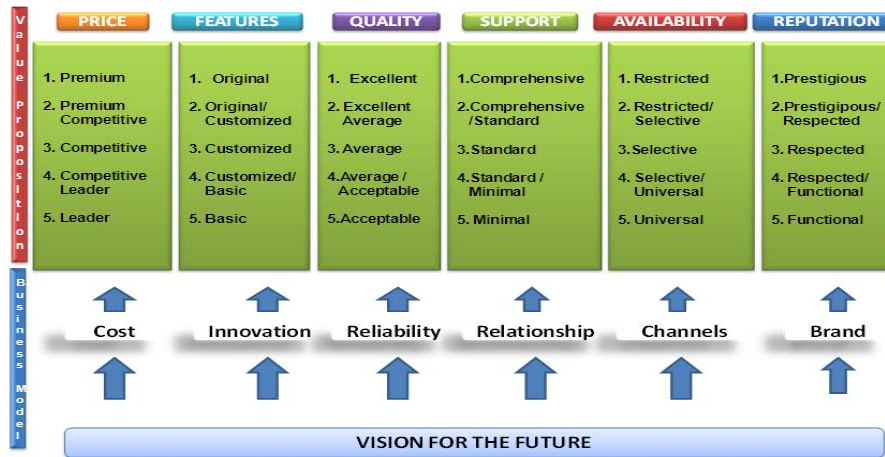 Value Proposition
PRICE
FEATURES
QUALITY
SUPPORT
AVAILABILITY
REPUTATION
1. Premium
2. Premium
Competitive
3. Competitive
4. Competitive
Leader
5. Leader
1. Original
2. Original/
Customized
3. Customized
4. Customized/
Basic
5. Basic
1. Excellent
2. Excellent
Average
3. Average
4.Average /
Acceptable
5.Acceptable
1.Comprehensive
2.Comprehensive
/Standard
3. Standard
4.Standard /
Minimal
5. Minimal
1. Restricted
2. Restricted/
Selective
3.Selective
4. Selective/
Universal
5. Universal
1.Prestigious
2.Prestigipous/
Respected
3. Respected
4. Respected/
Functional
5. Functional
Business Model
Cost
Innovation
Reliability
Relationship
Channels
Brand
VISION FOR THE FUTURE